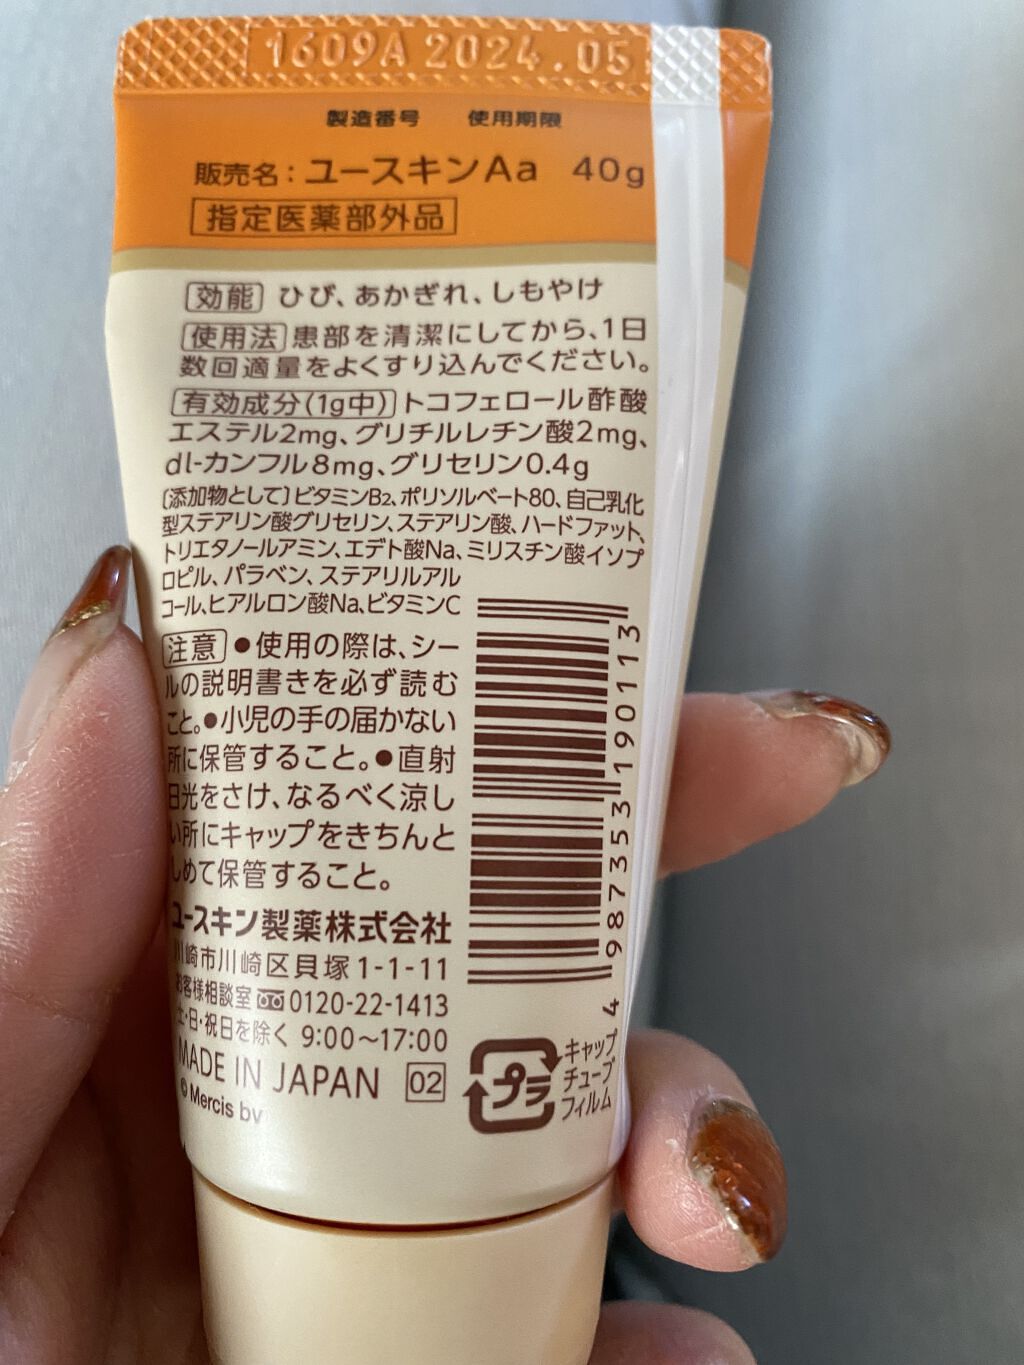 1609A 2024.05
製造番号 使用期限
販売名：ユースキンAa 40g
指定医薬部外品
効能 ひび、あかぎれ、しもやけ
使用法 患部を清潔にしてから、1日
数回適量をよくすり込んでください。
有効成分(1g中) トコフェロール酢酸
エステル2mg、グリチルレチン酸2mg、
dl-カンフル8mg、グリセリン0.4g
〔添加物として〕ビタミンB₂、ポリソルベート80、自己乳化
型ステアリン酸グリセリン、ステアリン酸、ハードファット、
トリエタノールアミン、エデト酸Na、ミリスチン酸イソプ
ロピル、パラベン、ステアリルアル
コール、ヒアルロン酸Na、ビタミンC
注意 ●使用の際は、シー
ルの説明書きを必ず読む
こと。●小児の手の届かない
所に保管すること。●直射
日光をさけ、なるべく涼し
い所にキャップをきちんと
しめて保管すること。
ユースキン製薬株式会社
川崎市川崎区貝塚1-1-11
お客様相談室 0120-22-1413
土・日・祝日を除く 9:00〜17:00
MADE IN JAPAN 02
© Mercis bv
4 987353 190113
プラ
キャップ
チューブ
フィルム